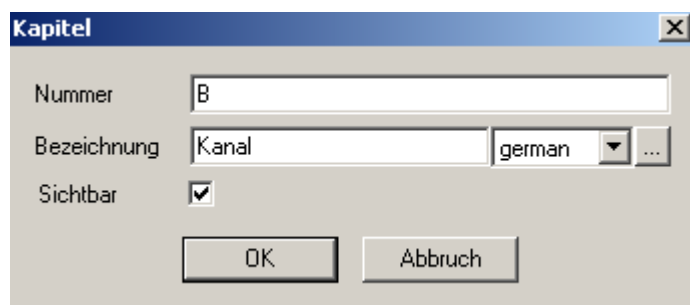 Kapitel
Nummer B
Bezeichnung Kanal german ...
Sichtbar
OK Abbruch